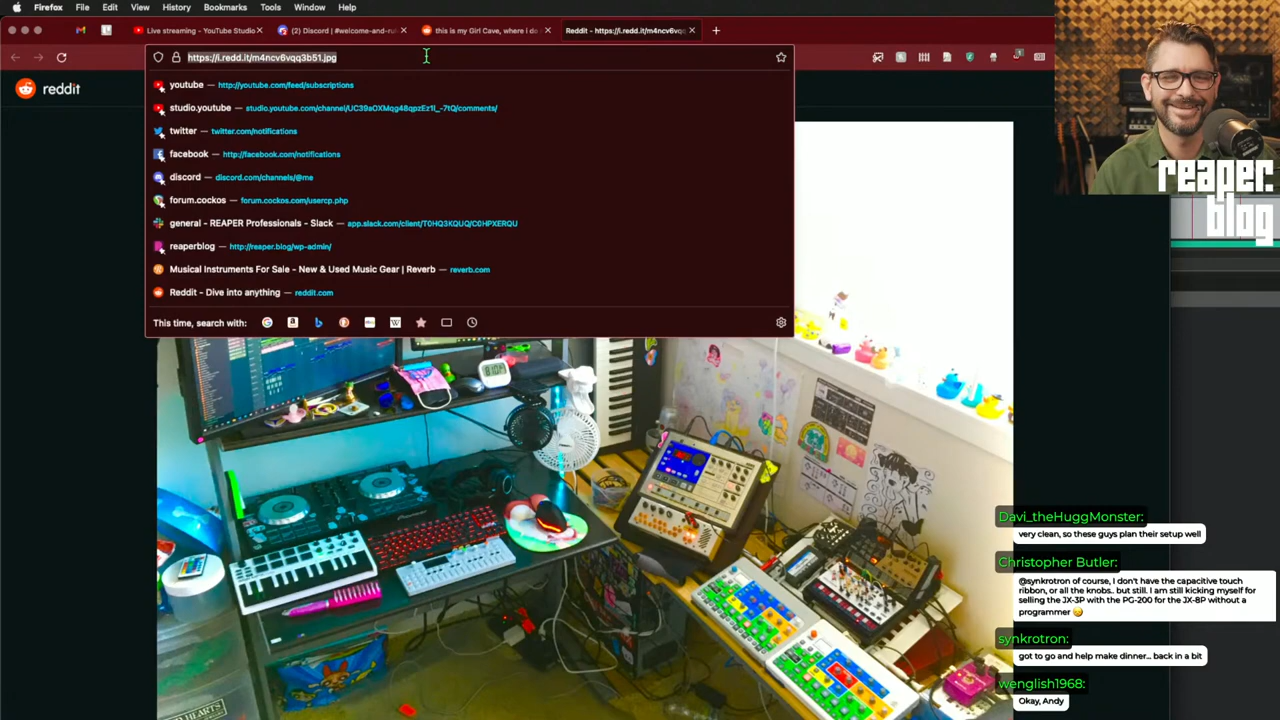 Firefox File Edit View History Bookmarks Tools Window Help
Live streaming - YouTube Studio
(2) Discord | #welcome-and-ru
this is my Girl Cave, where i do
Reddit - https://i.redd.it/m4ncv6vqq
https://i.redd.it/m4ncv6vqq3b51.jpg
reddit
youtube — http://youtube.com/feed/subscriptions
studio.youtube — studio.youtube.com/channel/UC39aOXMqg48qpzEz1l_-7tQ/comments/
twitter — twitter.com/notifications
facebook — http://facebook.com/notifications
discord — discord.com/channels/@me
forum.cockos — forum.cockos.com/usercp.php
general - REAPER Professionals - Slack — app.slack.com/client/T0HQ3KQUQ/C0HPXERQU
reaperblog — http://reaper.blog/wp-admin/
Musical Instruments For Sale - New & Used Music Gear | Reverb — reverb.com
Reddit - Dive into anything — reddit.com
This time, search with:
reaper.
blog
Davi_theHuggMonster:
very clean, so these guys plan their setup well
Christopher Butler:
@synkrotron of course, I don't have the capacitive touch
ribbon, or all the knobs.. but still. I am still kicking myself for
selling the JX-3P with the PG-200 for the JX-8P without a
programmer
synkrotron:
got to go and help make dinner... back in a bit
wenglish1968:
Okay, Andy